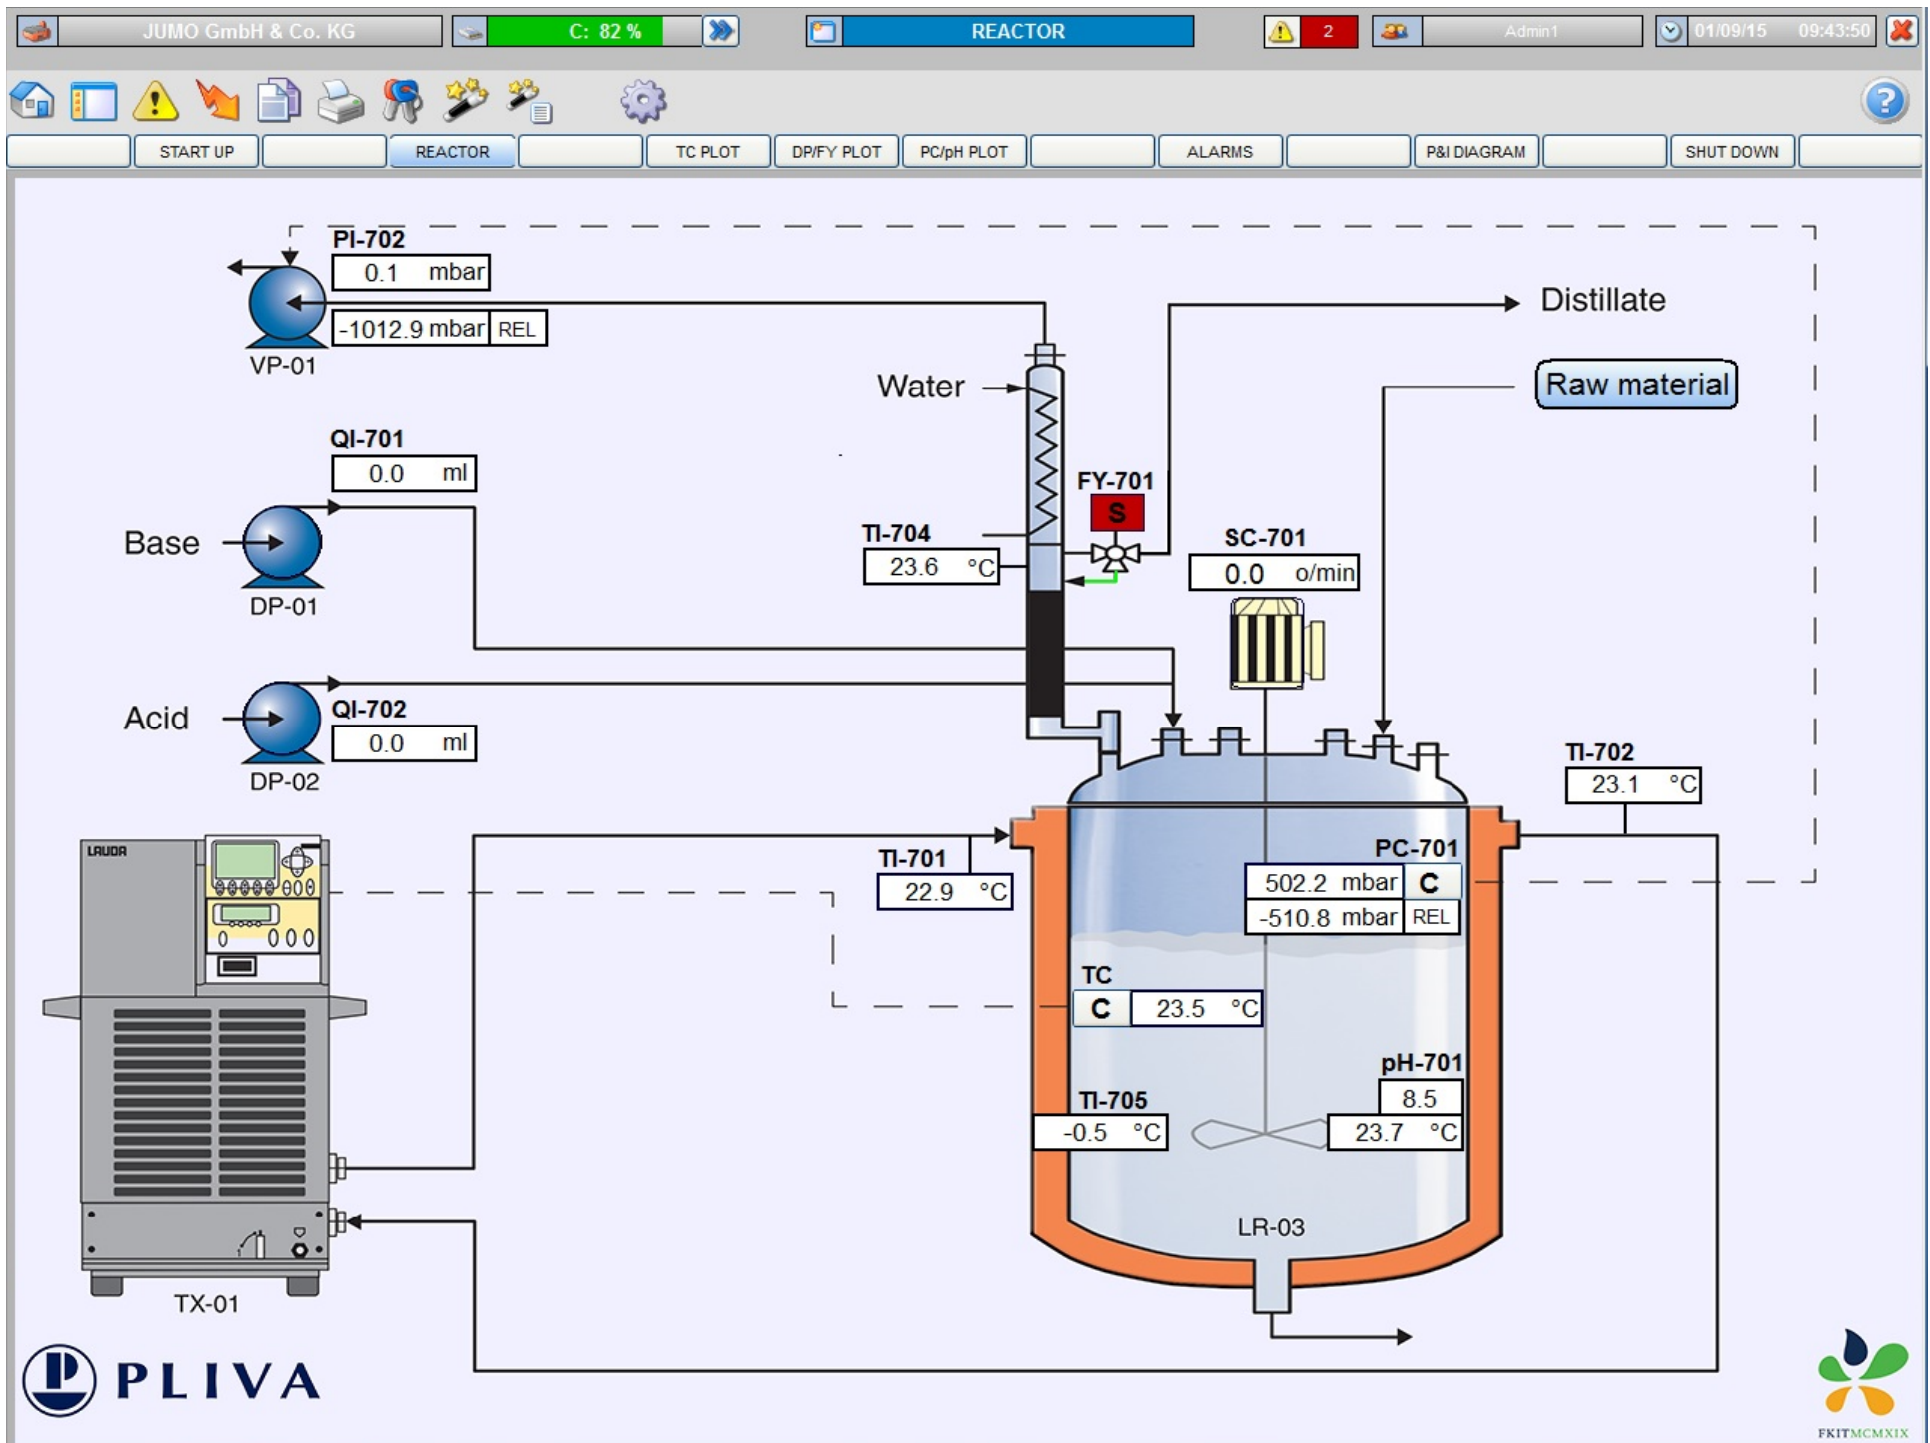 JUMO GmbH & Co. KG
C: 82 %
REACTOR
2
Admin1
01/09/15 09:43:50
START UP
REACTOR
TC PLOT
DP/FY PLOT
PC/pH PLOT
ALARMS
P&I DIAGRAM
SHUT DOWN
PI-702
0.1 mbar
-1012.9 mbar REL
VP-01
Distillate
Water
Raw material
QI-701
0.0 ml
Base
DP-01
FY-701
S
TI-704
23.6 °C
SC-701
0.0 o/min
Acid
QI-702
0.0 ml
DP-02
TI-702
23.1 °C
LAUDA
TI-701
22.9 °C
PC-701
502.2 mbar C
-510.8 mbar REL
TC
C 23.5 °C
pH-701
8.5
23.7 °C
TI-705
-0.5 °C
LR-03
TX-01
PLIVA
FKITMCMXIX